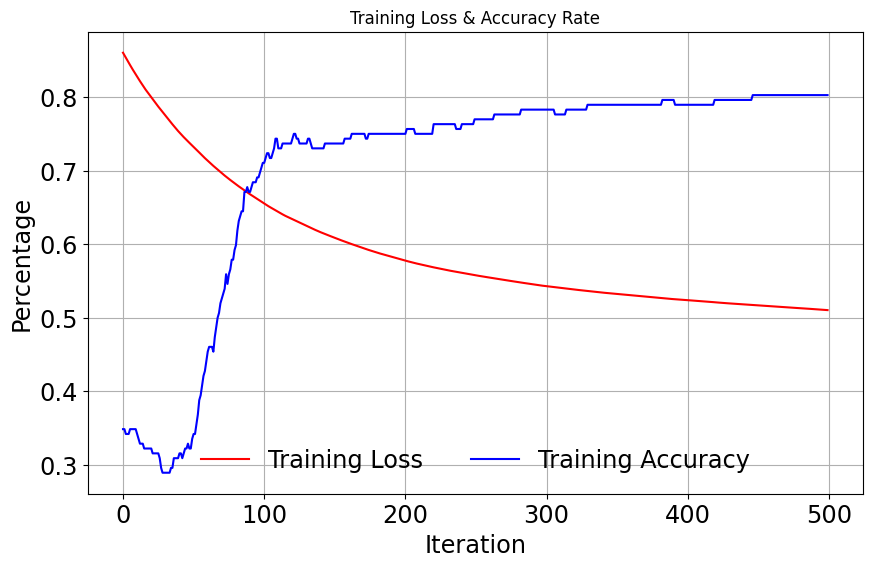 Training Loss & Accuracy Rate
Percentage
0.8
0.7
0.6
0.5
0.4
0.3
Training Loss Training Accuracy
0 100 200 300 400 500
Iteration